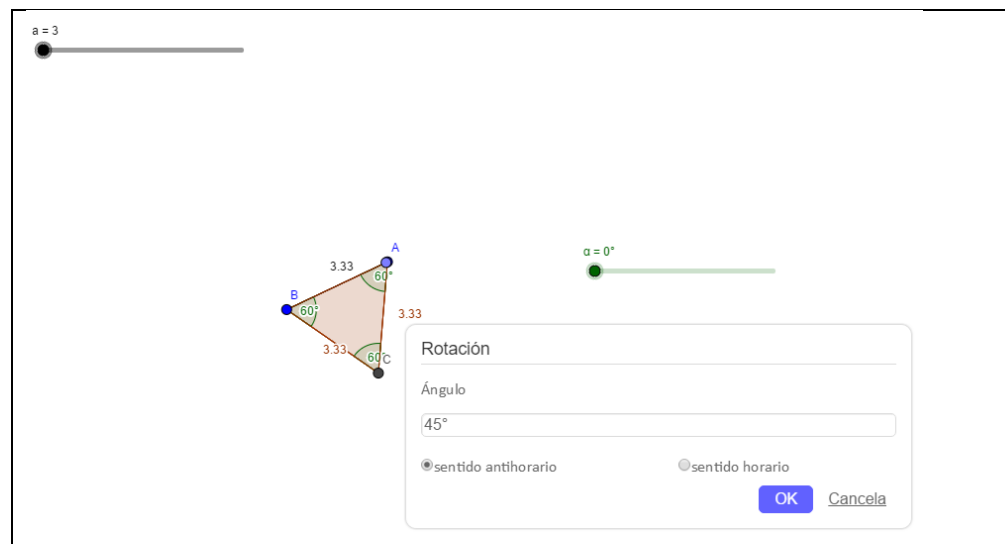 a = 3
α = 0°
A
3.33
60°
B
60°
3.33
3.33
60°
C
Rotación
Ángulo
45°
sentido antihorario
sentido horario
OK
Cancela